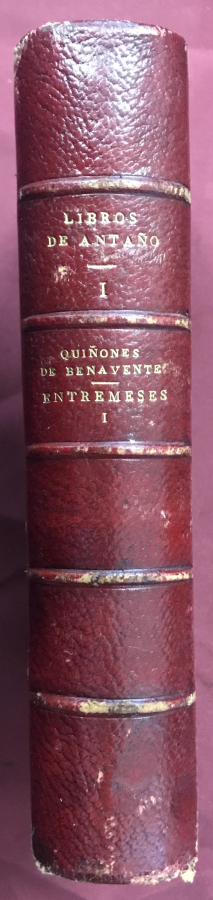 LIBROS
DE ANTAÑO
I
QUIÑONES
DE BENAVENTE
ENTREMESES
I